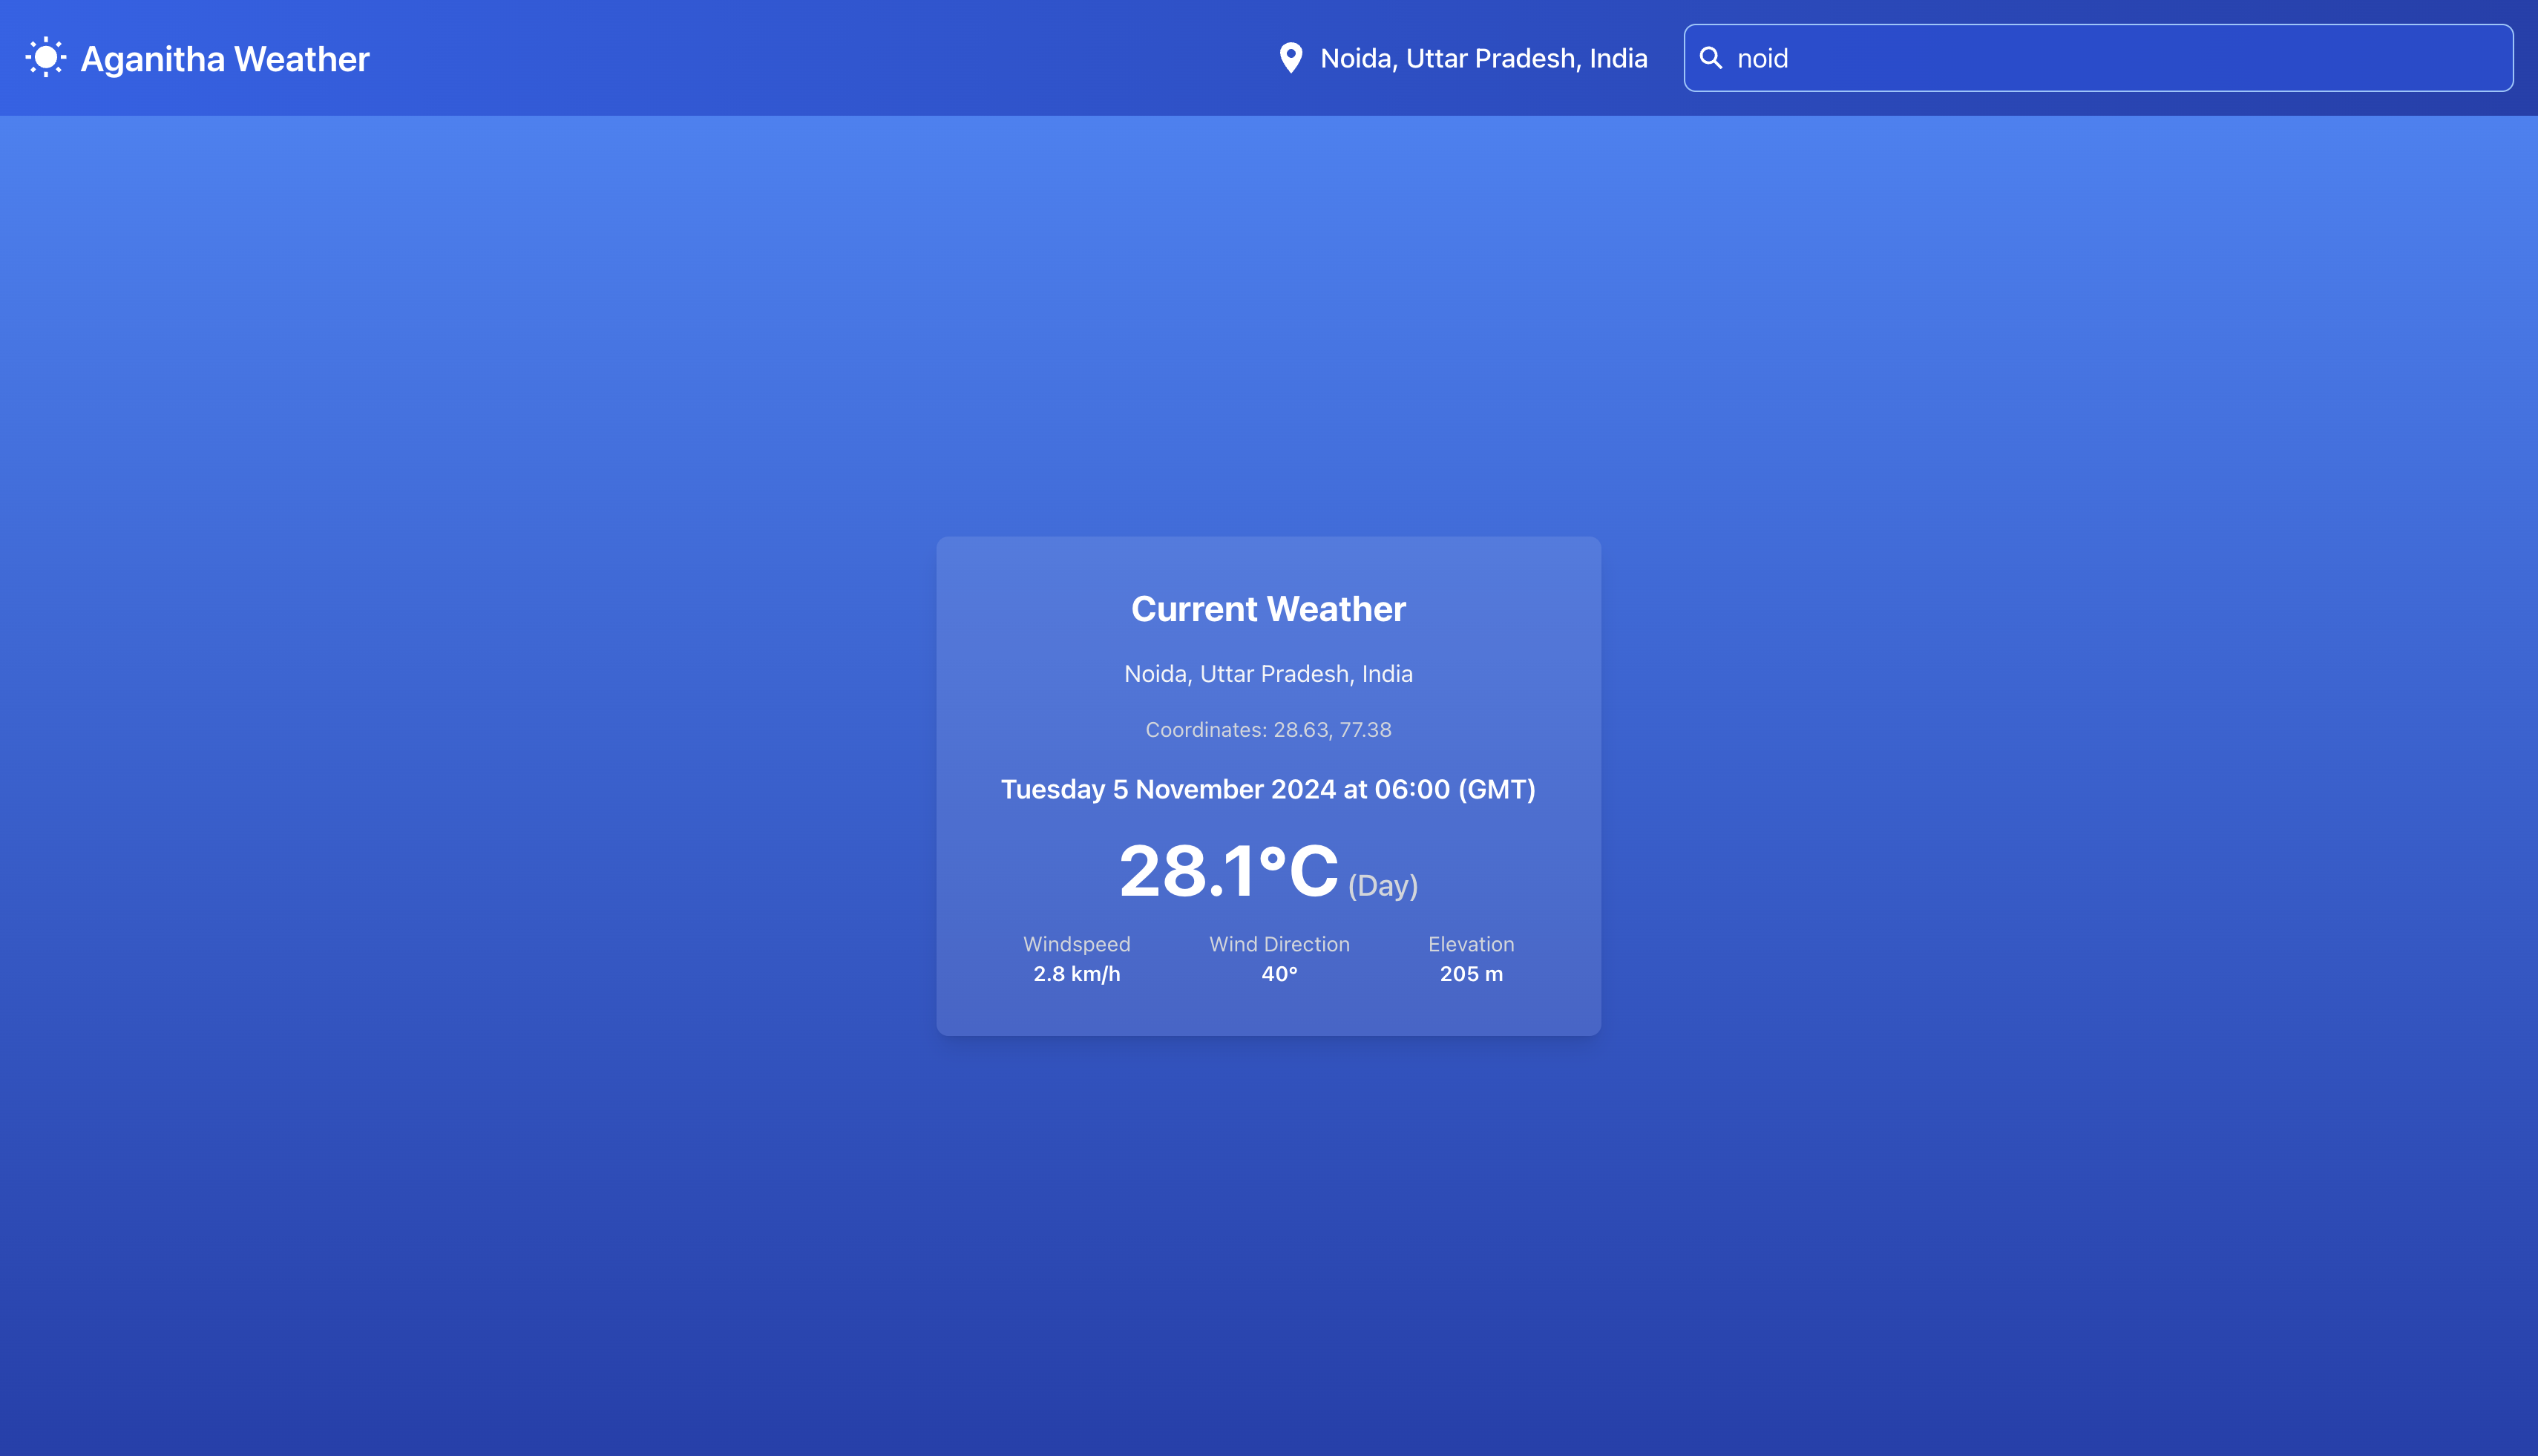 Aganitha Weather
Noida, Uttar Pradesh, India
noid
Current Weather
Noida, Uttar Pradesh, India
Coordinates: 28.63, 77.38
Tuesday 5 November 2024 at 06:00 (GMT)
28.1°C (Day)
Windspeed Wind Direction Elevation
2.8 km/h 40° 205 m